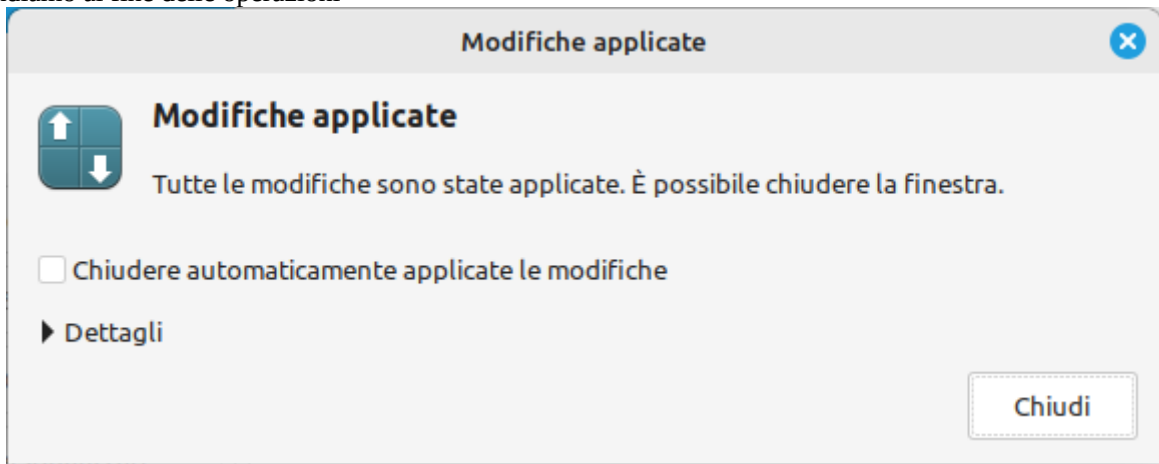 Modifiche applicate
Modifiche applicate
Tutte le modifiche sono state applicate. È possibile chiudere la finestra.
Chiudere automaticamente applicate le modifiche
Dettagli
Chiudi